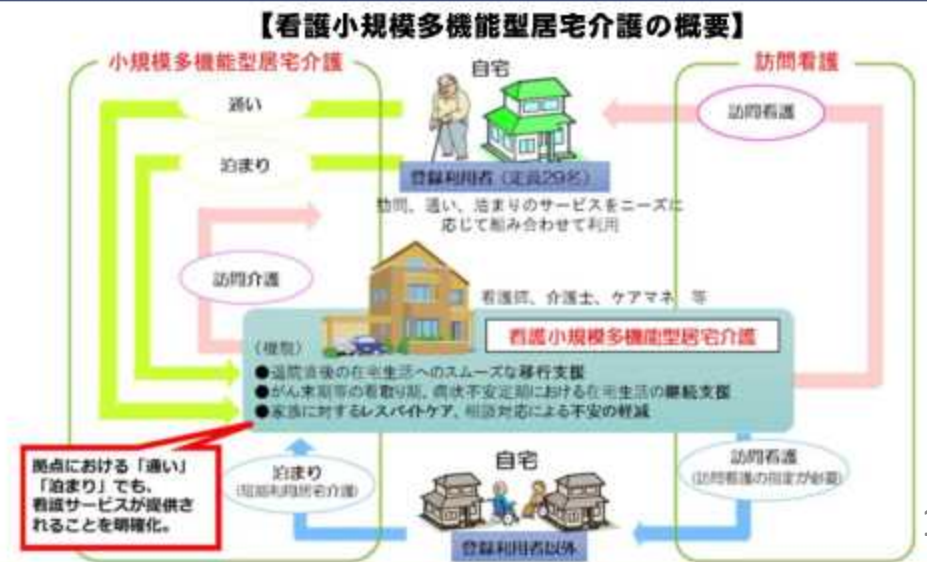 【看護小規模多機能型居宅介護の概要】
小規模多機能型居宅介護
訪問看護
自宅
通い
泊まり
訪問看護
登録利用者（定員29名）
訪問、通い、泊まりのサービスをニーズに
応じて組み合わせて利用
訪問介護
看護師、介護士、ケアマネ 等
看護小規模多機能型居宅介護
（役割）
●退院直後の在宅生活へのスムーズな移行支援
●がん末期等の看取り期、病状不安定期における在宅生活の継続支援
●家族に対するレスパイトケア、相談対応による不安の軽減
拠点における「通い」
「泊まり」でも、
看護サービスが提供さ
れることを明確化。
泊まり
（短期利用居宅介護）
自宅
登録利用者以外
訪問看護
（訪問看護の指定が必要）